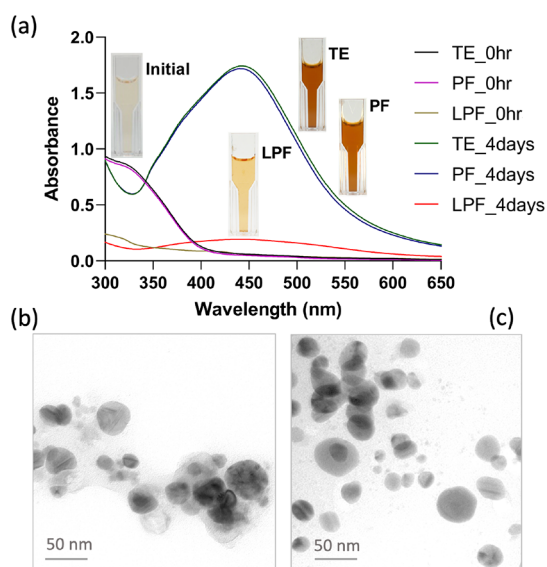 (a)
2.0
1.5
1.0
0.5
0.0
Absorbance
Initial
TE
PF
LPF
TE_0hr
PF_0hr
LPF_0hr
TE_4days
PF_4days
LPF_4days
300 350 400 450 500 550 600 650
Wavelength (nm)
(b)
(c)
50 nm
50 nm